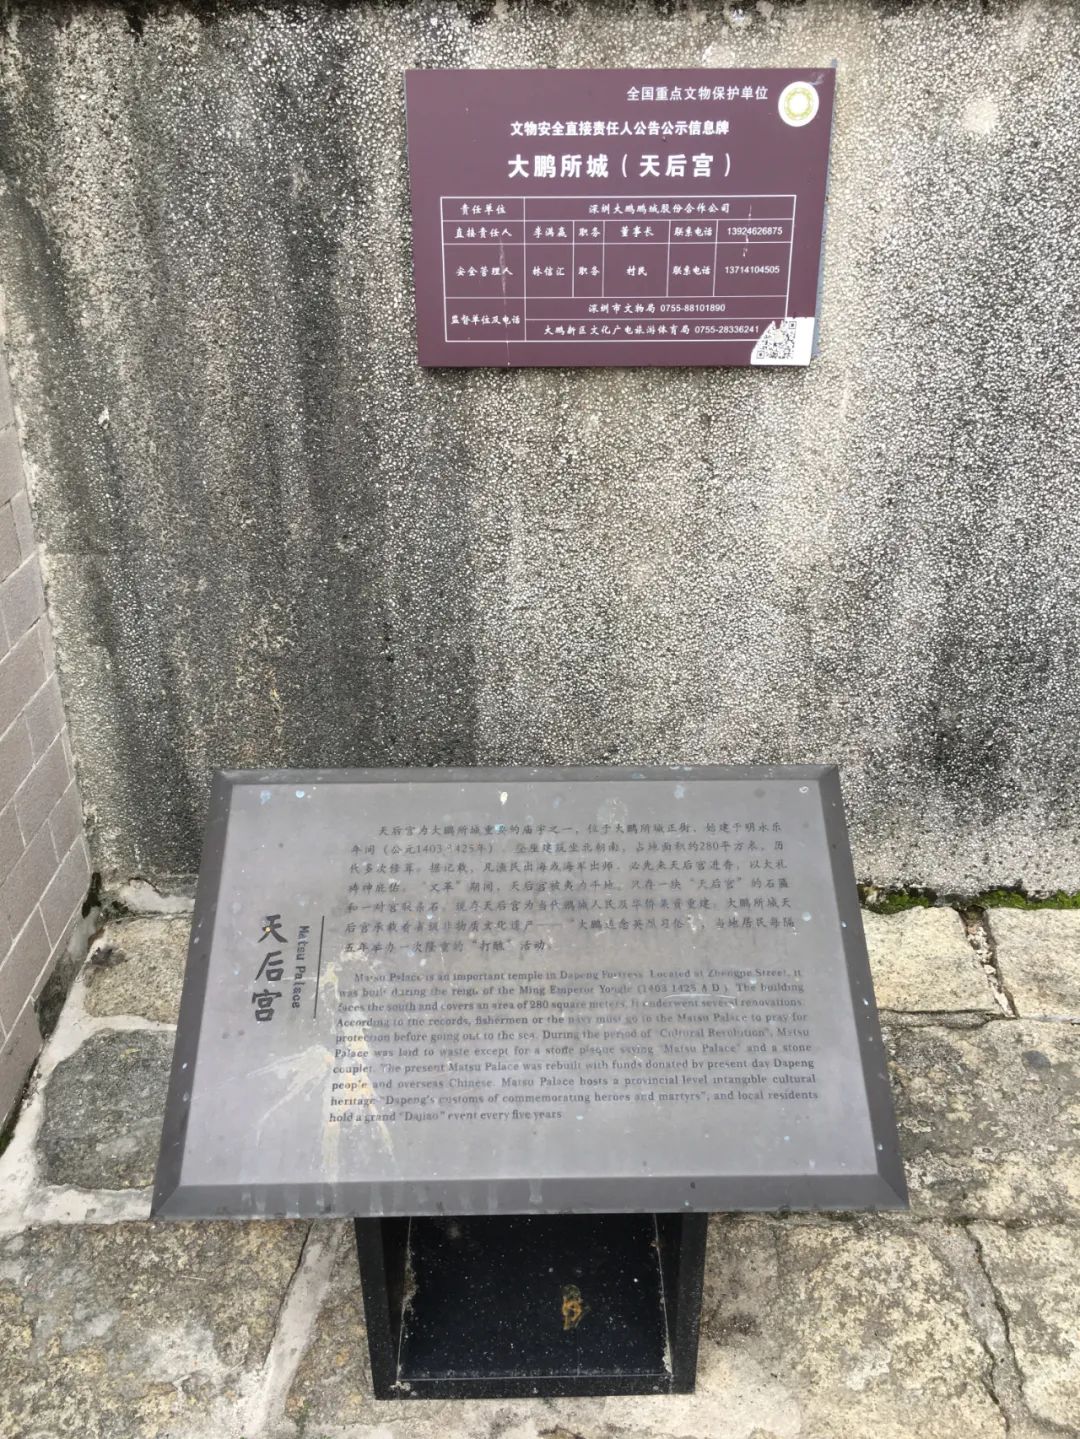 全国重点文物保护单位
文物安全直接责任人公告公示信息牌
大鹏所城（天后宫）
责任单位 深圳大鹏鹏城股份合作公司
直接责任人 李满嬴 职务 董事长 联系电话 13924626875
安全管理人 林信汇 职务 村民 联系电话 13714104505
监督单位及电话 深圳市文物局 0755-88101890
大鹏新区文化广电旅游体育局 0755-28336241
天后宫
Matsu Palace
天后宫为大鹏所城重要的庙宇之一，位于大鹏所城正街，始建于明永乐
年间（公元1403-1425年），整座建筑坐北朝南，占地面积约280平方米，历
代多次修葺。据记载，凡渔民出海或海军出师，必先来天后宫进香，以大礼
祷神庇佑。“文革”期间，天后宫被夷为平地，只存一块“天后宫”的石匾
和一对宫联条石。现存天后宫为当代鹏城人民及华侨集资重建。大鹏所城天
后宫承载着省级非物质文化遗产——“大鹏追念英烈习俗”，当地居民每隔
五年举办一次隆重的“打醮”活动。
Matsu Palace is an important temple in Dapeng Fortress. Located at Zhengne Street, it
was built during the reign of the Ming Emperor Yongle (1403-1425 A.D.). The building
faces the south and covers an area of 280 square meters. It underwent several renovations.
According to the records, fishermen or the navy must go to the Matsu Palace to pray for
protection before going out to the sea. During the period of "Cultural Revolution", Matsu
Palace was laid to waste except for a stone plaque saying "Matsu Palace" and a stone
couplet. The present Matsu Palace was rebuilt with funds donated by present-day Dapeng
people and overseas Chinese. Matsu Palace hosts a provincial-level intangible cultural
heritage-"Dapeng's customs of commemorating heroes and martyrs", and local residents
hold a grand "Dajiao" event every five years.